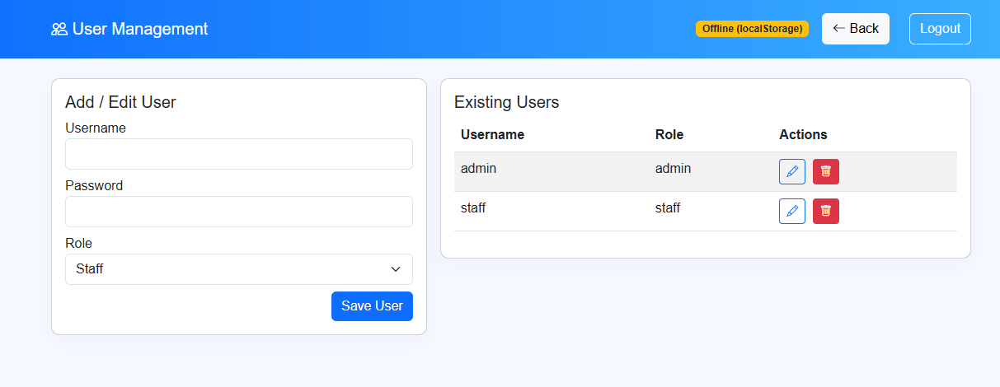 User Management
Offline (localStorage)
Back
Logout
Add / Edit User
Username
Password
Role
Staff
Save User
Existing Users
Username Role Actions
admin admin
staff staff